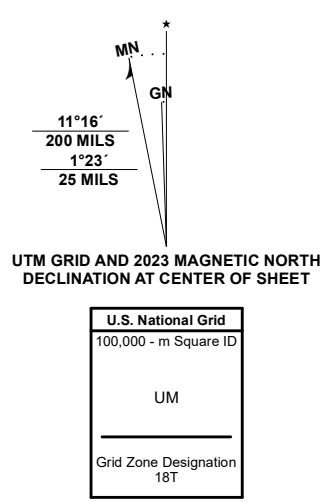 ★
MN
GN
11°16´
200 MILS
1°23´
25 MILS
UTM GRID AND 2023 MAGNETIC NORTH
DECLINATION AT CENTER OF SHEET
U.S. National Grid
100,000 - m Square ID
UM
Grid Zone Designation
18T